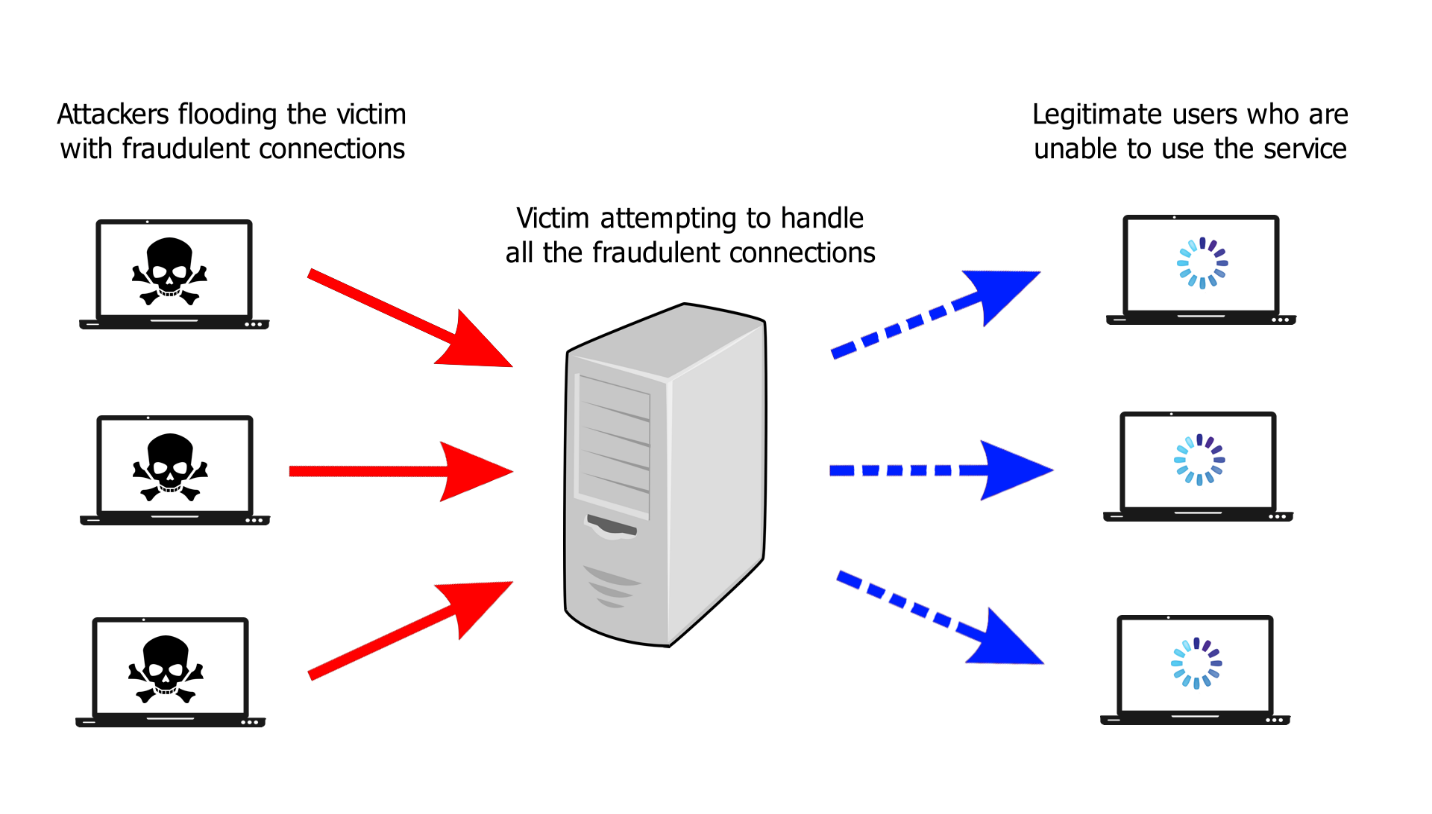 Attackers flooding the victim
with fraudulent connections
Victim attempting to handle
all the fraudulent connections
Legitimate users who are
unable to use the service